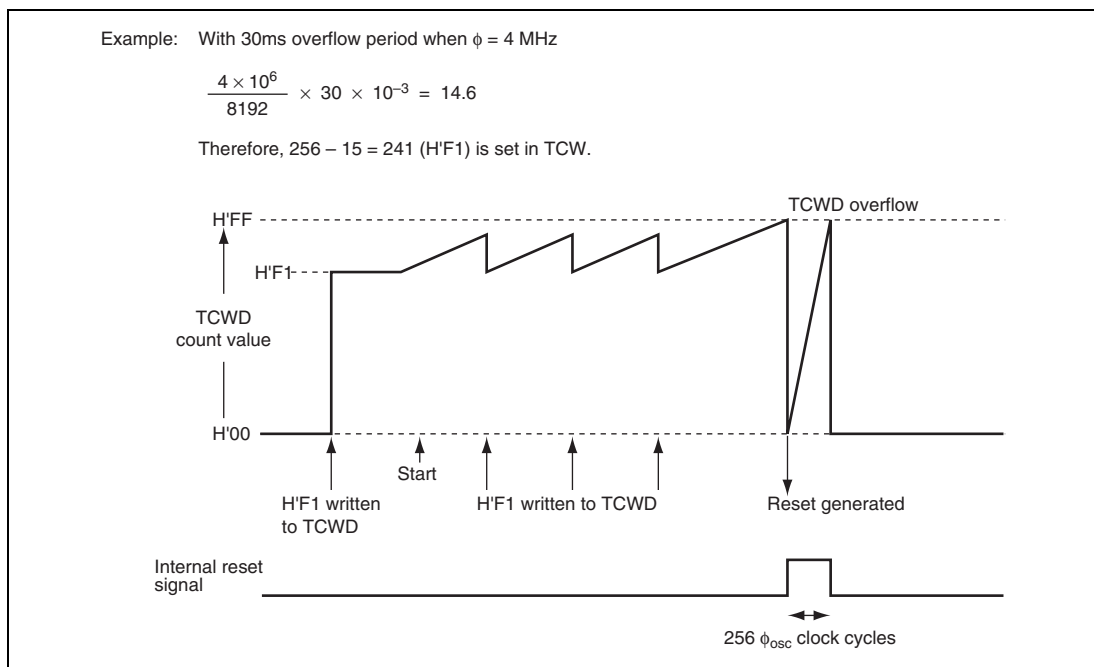 Example: With 30ms overflow period when ϕ = 4 MHz
4 × 10⁶
8192
× 30 × 10⁻³ = 14.6
Therefore, 256 – 15 = 241 (H'F1) is set in TCW.
TCWD overflow
H'FF
H'F1
TCWD
count value
H'00
Start
H'F1 written
to TCWD
H'F1 written to TCWD
Reset generated
Internal reset
signal
256 ϕosc clock cycles